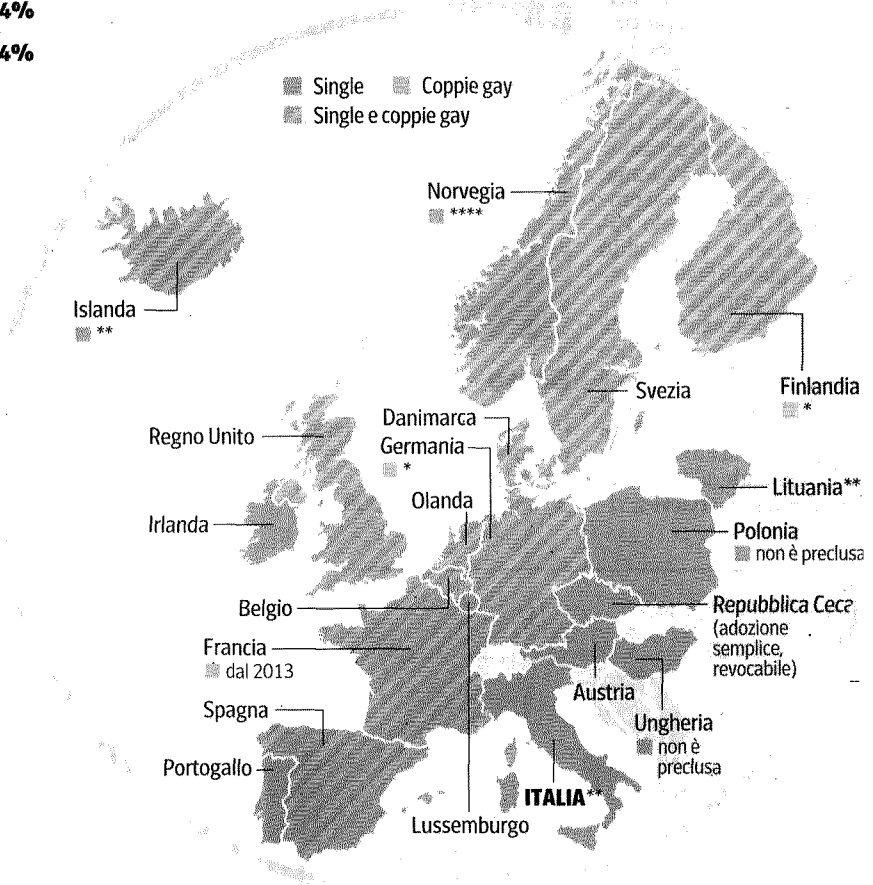 4%
4%
Single Coppie gay
Single e coppie gay
Norvegia
****
Islanda
**
Svezia
Finlandia
*
Danimarca
Regno Unito
Germania
*
Olanda
Lituania**
Irlanda
Polonia
non è preclusa
Belgio
Repubblica Ceca
(adozione
semplice,
revocabile)
Francia
dal 2013
Austria
Spagna
Ungheria
non è
preclusa
Portogallo
ITALIA**
Lussemburgo